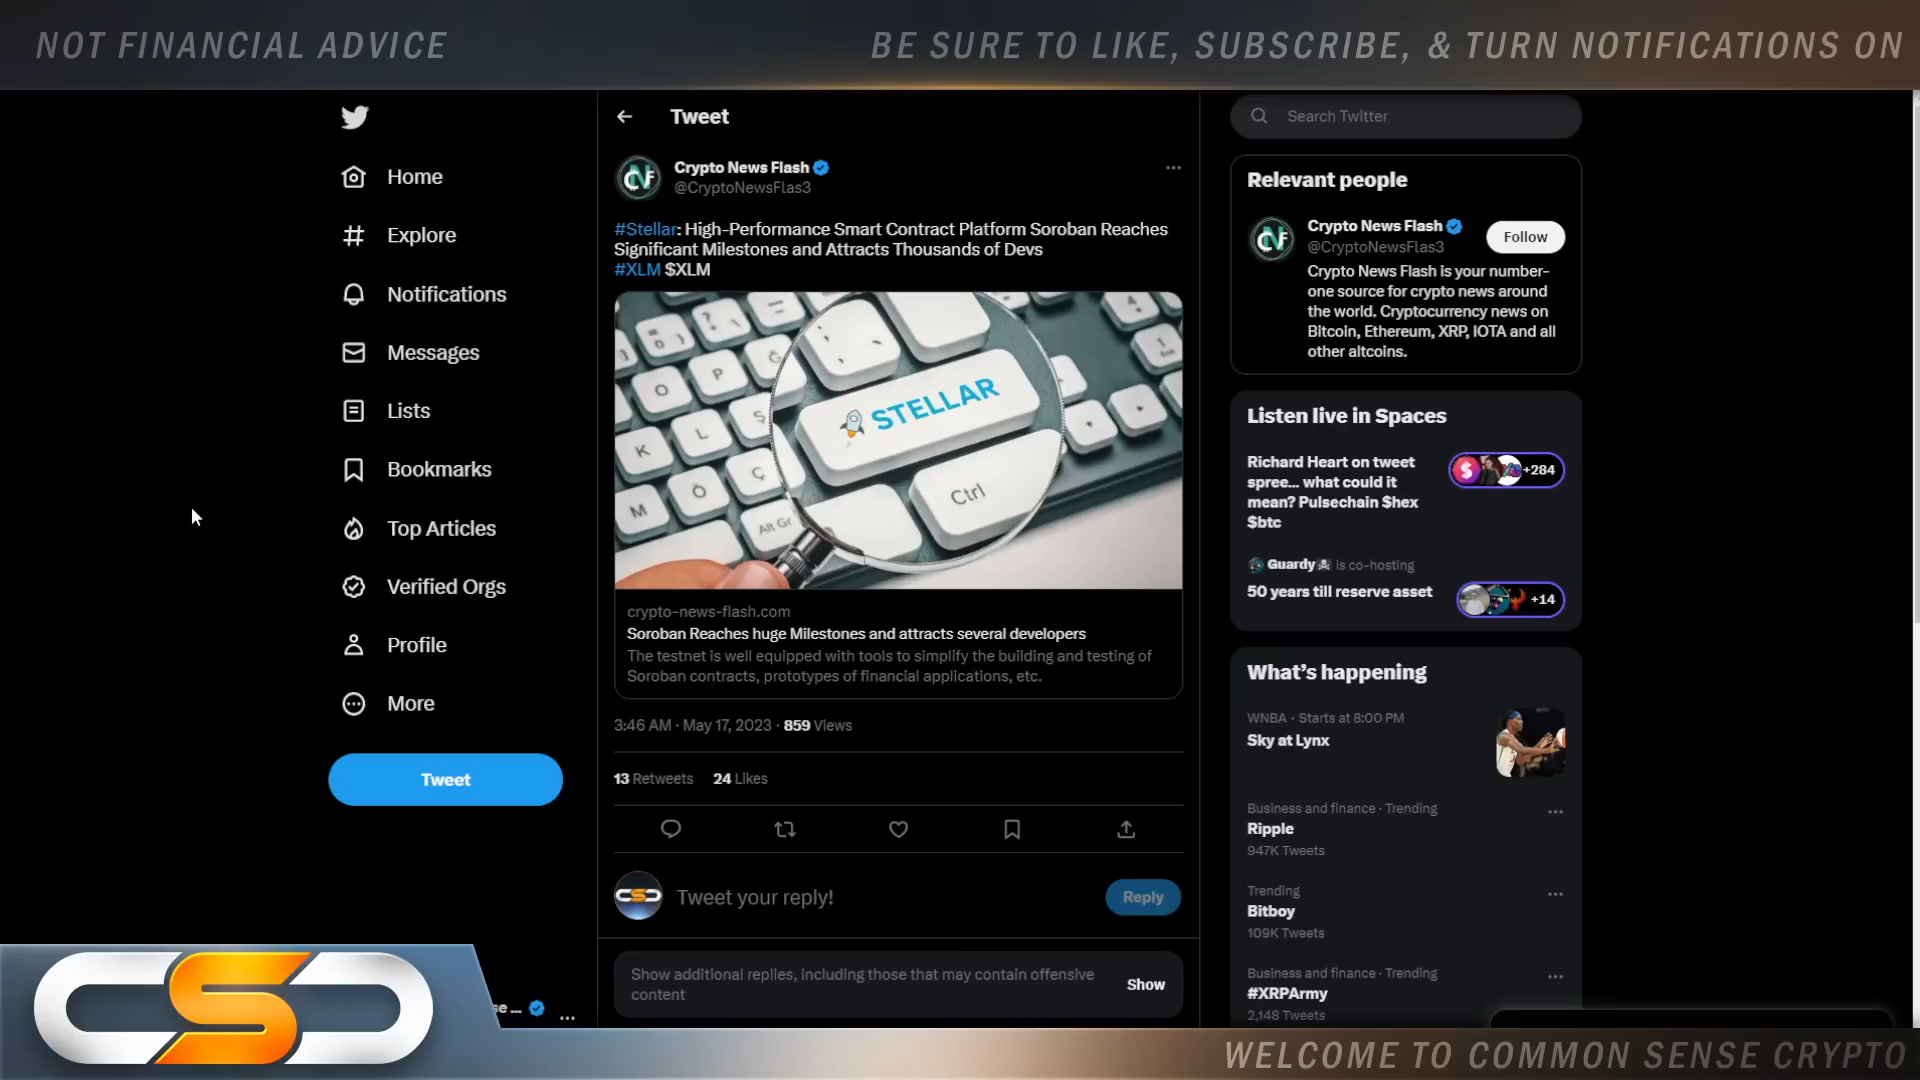 NOT FINANCIAL ADVICE
BE SURE TO LIKE, SUBSCRIBE, & TURN NOTIFICATIONS ON
Home
Explore
Notifications
Messages
Lists
Bookmarks
Top Articles
Verified Orgs
Profile
More
Tweet
se ...
...
Tweet
Crypto News Flash
@CryptoNewsFlas3
#Stellar: High-Performance Smart Contract Platform Soroban Reaches
Significant Milestones and Attracts Thousands of Devs
#XLM $XLM
O
P
Ğ
K
L
Ş
M
Ö
Ç
Alt Gr
STELLAR
Ctrl
4
1
crypto-news-flash.com
Soroban Reaches huge Milestones and attracts several developers
The testnet is well equipped with tools to simplify the building and testing of
Soroban contracts, prototypes of financial applications, etc.
3:46 AM · May 17, 2023 · 859 Views
13 Retweets 24 Likes
Tweet your reply!
Reply
Show additional replies, including those that may contain offensive
content
Show
Search Twitter
Relevant people
Crypto News Flash
@CryptoNewsFlas3
Follow
Crypto News Flash is your number-
one source for crypto news around
the world. Cryptocurrency news on
Bitcoin, Ethereum, XRP, IOTA and all
other altcoins.
Listen live in Spaces
Richard Heart on tweet
spree... what could it
mean? Pulsechain $hex
$btc
+284
Guardy is co-hosting
50 years till reserve asset
+14
What's happening
WNBA · Starts at 8:00 PM
Sky at Lynx
Business and finance · Trending
Ripple
947K Tweets
Trending
Bitboy
109K Tweets
Business and finance · Trending
#XRPArmy
2,148 Tweets
CSC
WELCOME TO COMMON SENSE CRYPTO